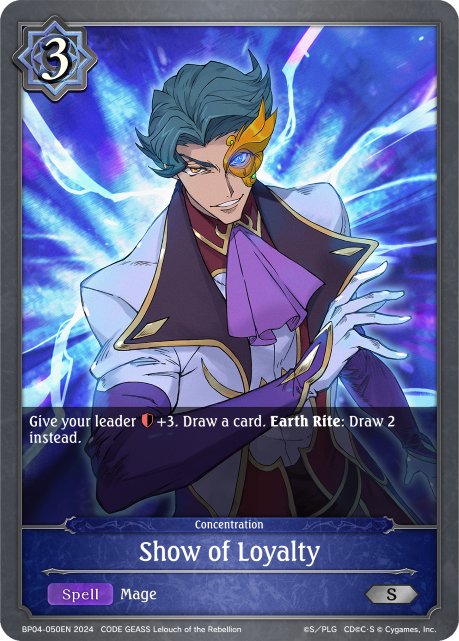 3
Give your leader +3. Draw a card. Earth Rite: Draw 2
instead.
Concentration
Show of Loyalty
Spell Mage S
BP04-050EN 2024 CODE GEASS Lelouch of the Rebellion ©S／PLG CD©C·S © Cygames, Inc.